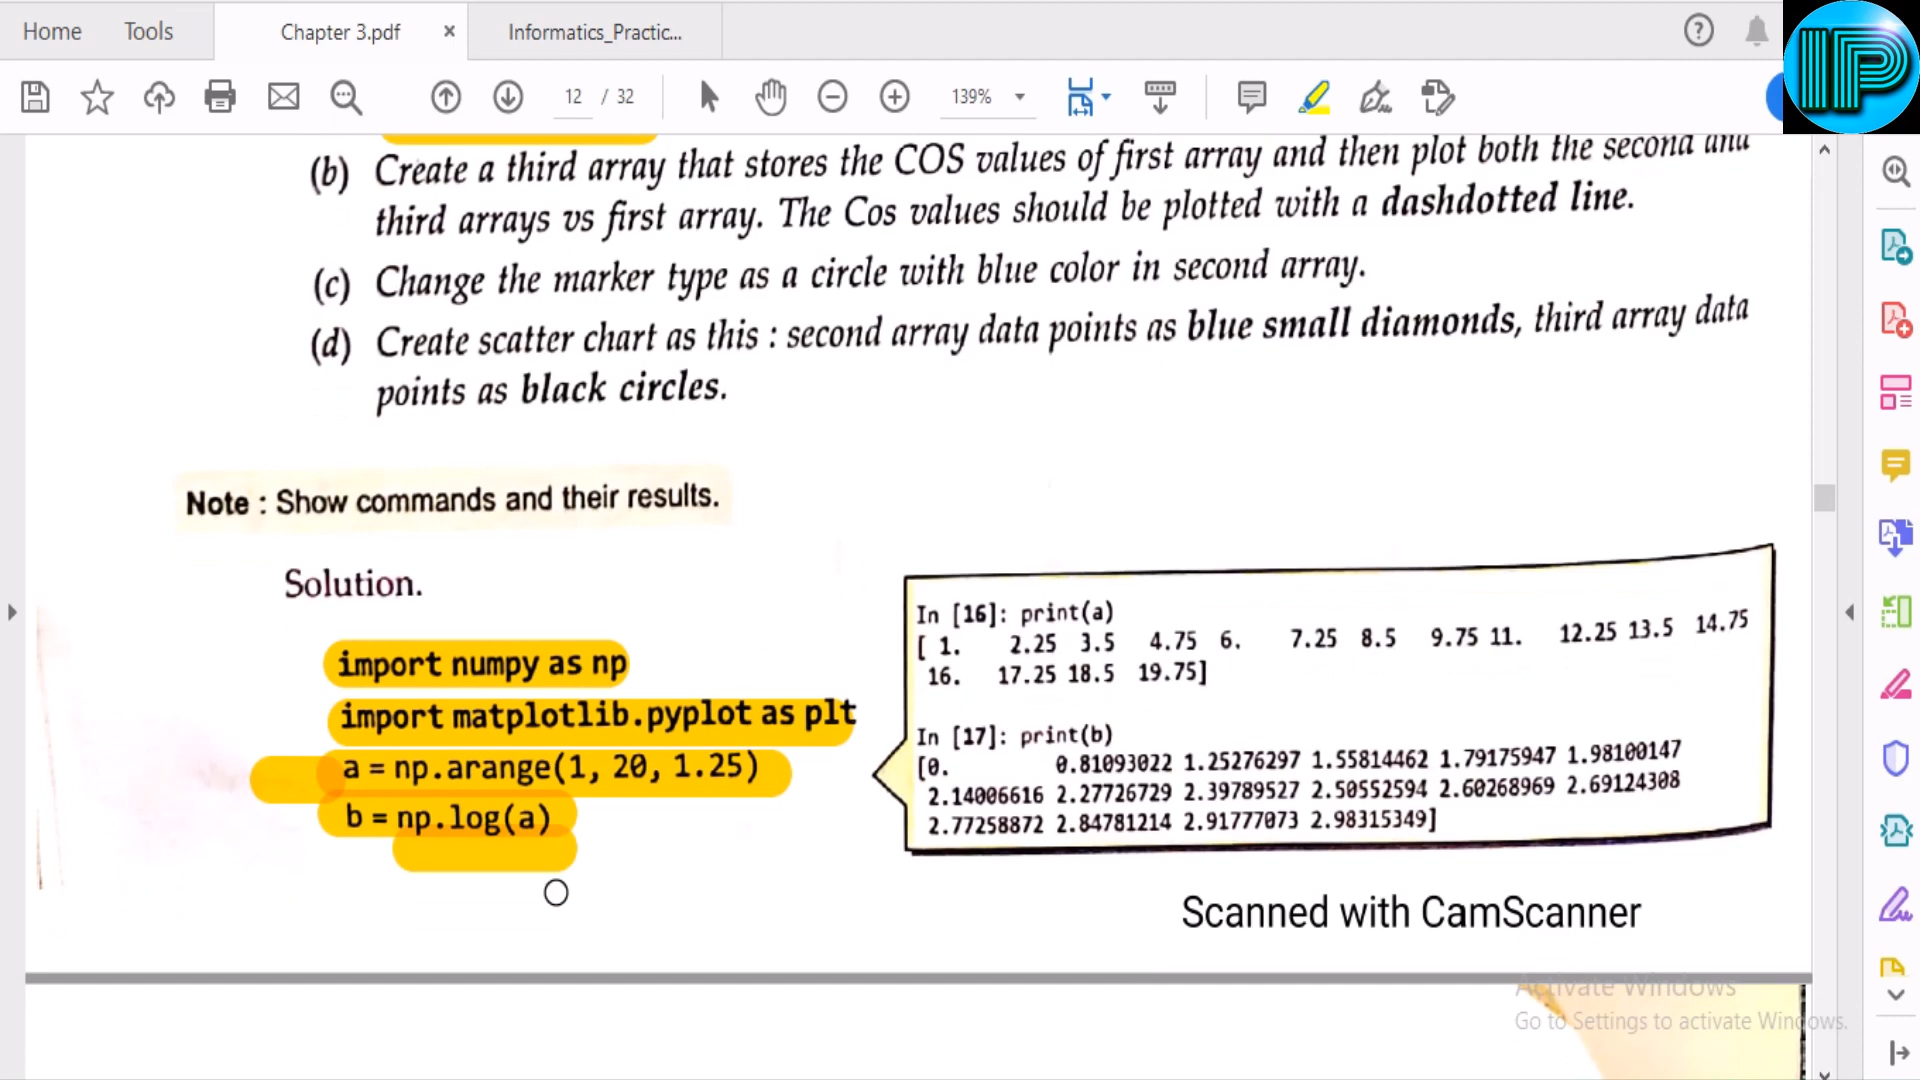 Home Tools Chapter 3.pdf × Informatics_Practic...
12 / 32 139%
IP
(b) Create a third array that stores the COS values of first array and then plot both the second and
third arrays vs first array. The Cos values should be plotted with a dashdotted line.
(c) Change the marker type as a circle with blue color in second array.
(d) Create scatter chart as this : second array data points as blue small diamonds, third array data
points as black circles.
Note : Show commands and their results.
Solution.
import numpy as np
import matplotlib.pyplot as plt
a = np.arange(1, 20, 1.25)
b = np.log(a)
In [16]: print(a)
[ 1. 2.25 3.5 4.75 6. 7.25 8.5 9.75 11. 12.25 13.5 14.75
16. 17.25 18.5 19.75]
In [17]: print(b)
[0. 0.81093022 1.25276297 1.55814462 1.79175947 1.98100147
2.14006616 2.27726729 2.39789527 2.50552594 2.60268969 2.69124308
2.77258872 2.84781214 2.91777073 2.98315349]
Scanned with CamScanner
Activate Windows
Go to Settings to activate Windows.